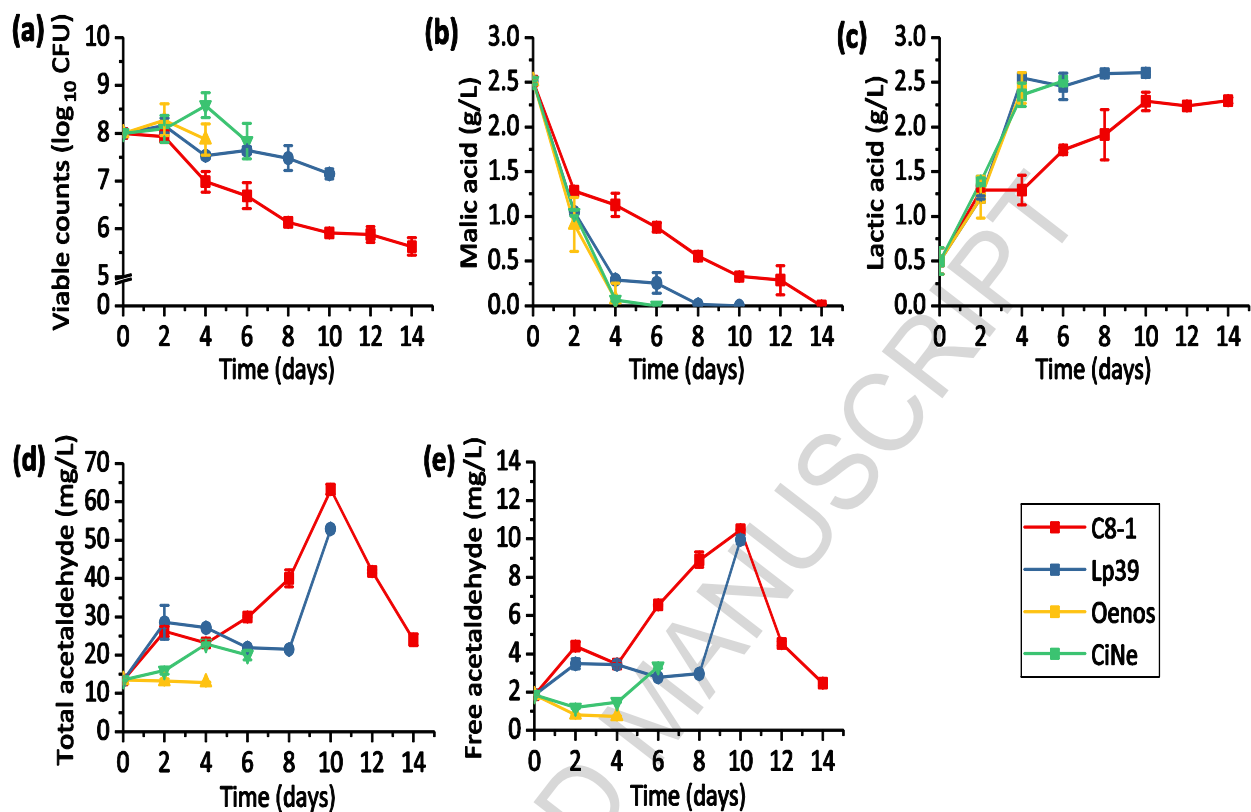 (a)
Viable counts (log10 CFU)
10
9
8
7
6
5
0
0 2 4 6 8 10 12 14
Time (days)
(b)
Malic acid (g/L)
3.0
2.5
2.0
1.5
1.0
0.5
0.0
0 2 4 6 8 10 12 14
Time (days)
(c)
Lactic acid (g/L)
3.0
2.5
2.0
1.5
1.0
0.5
0.0
0 2 4 6 8 10 12 14
Time (days)
(d)
Total acetaldehyde (mg/L)
70
60
50
40
30
20
10
0
0 2 4 6 8 10 12 14
Time (days)
(e)
Free acetaldehyde (mg/L)
14
12
10
8
6
4
2
0
0 2 4 6 8 10 12 14
Time (days)
C8-1
Lp39
Oenos
CiNe
D MANUSCRIPT